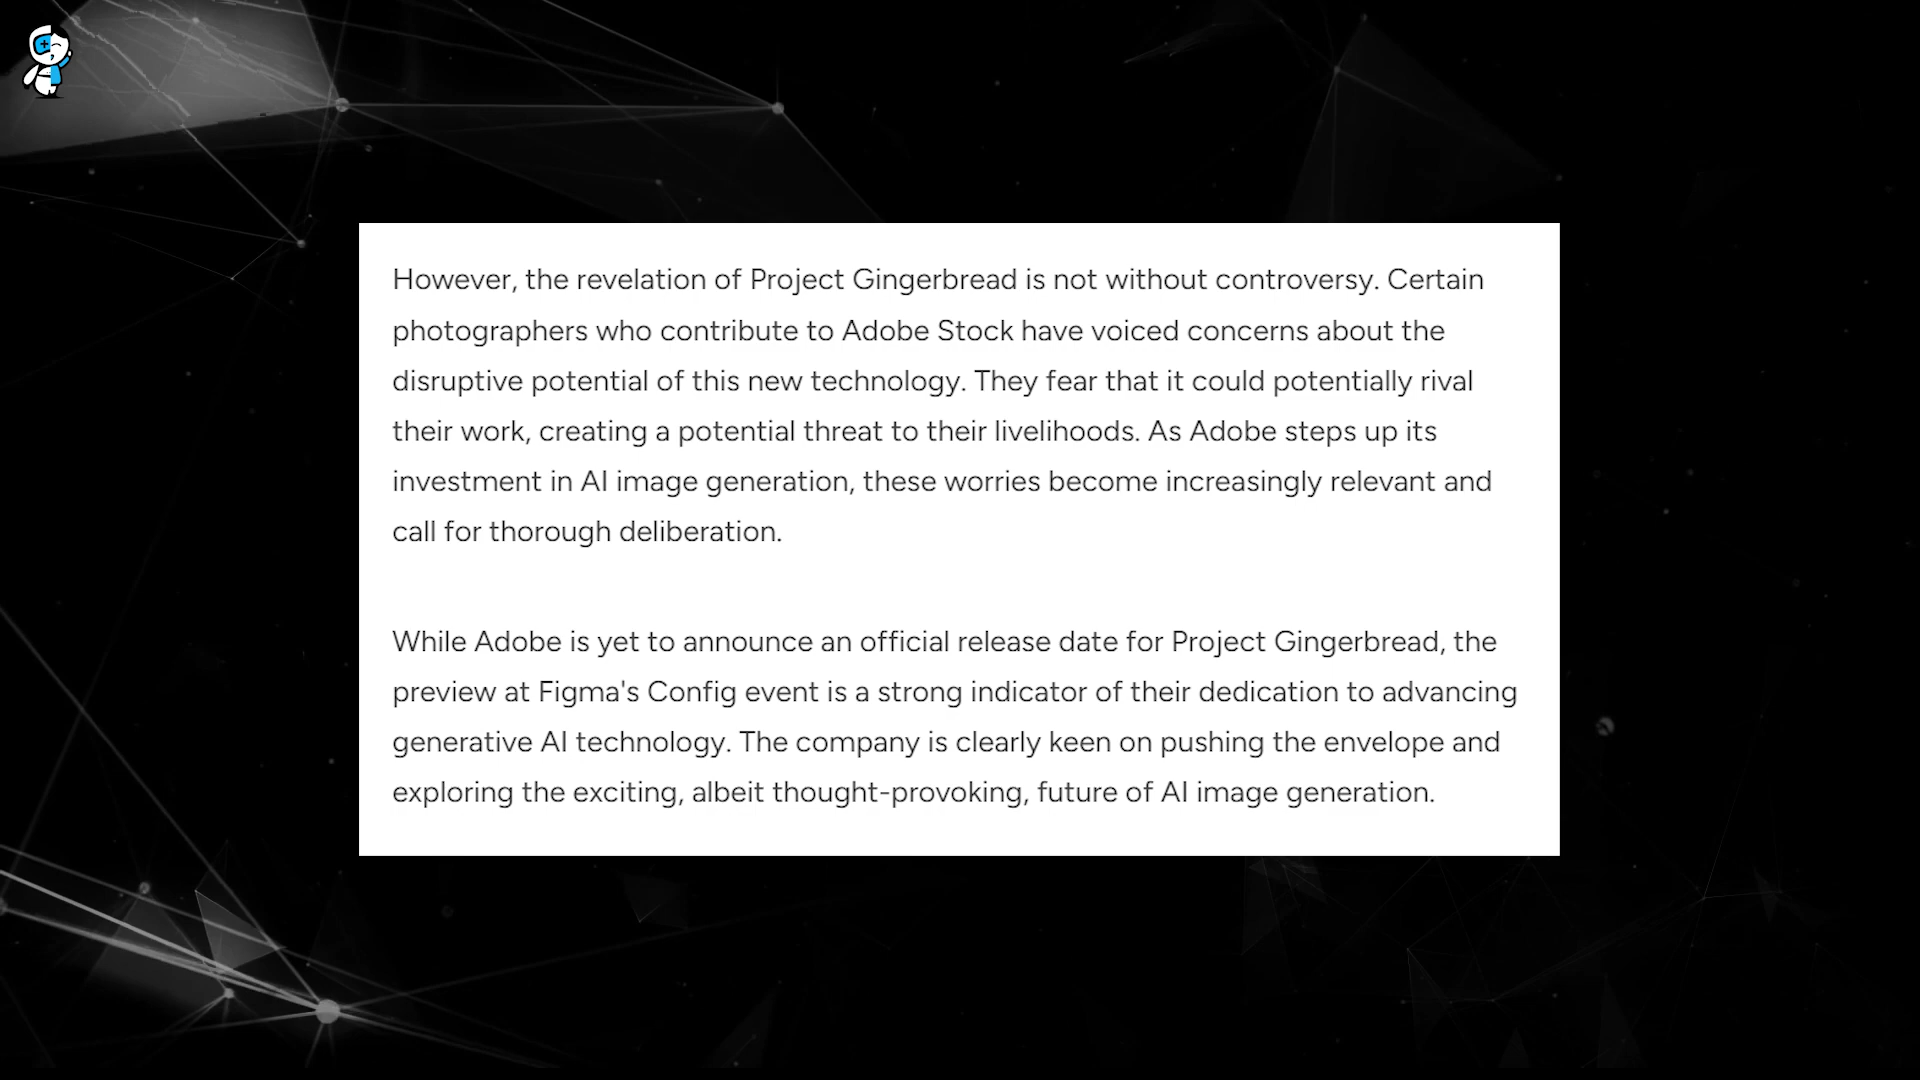 However, the revelation of Project Gingerbread is not without controversy. Certain
photographers who contribute to Adobe Stock have voiced concerns about the
disruptive potential of this new technology. They fear that it could potentially rival
their work, creating a potential threat to their livelihoods. As Adobe steps up its
investment in AI image generation, these worries become increasingly relevant and
call for thorough deliberation.
While Adobe is yet to announce an official release date for Project Gingerbread, the
preview at Figma's Config event is a strong indicator of their dedication to advancing
generative AI technology. The company is clearly keen on pushing the envelope and
exploring the exciting, albeit thought-provoking, future of AI image generation.